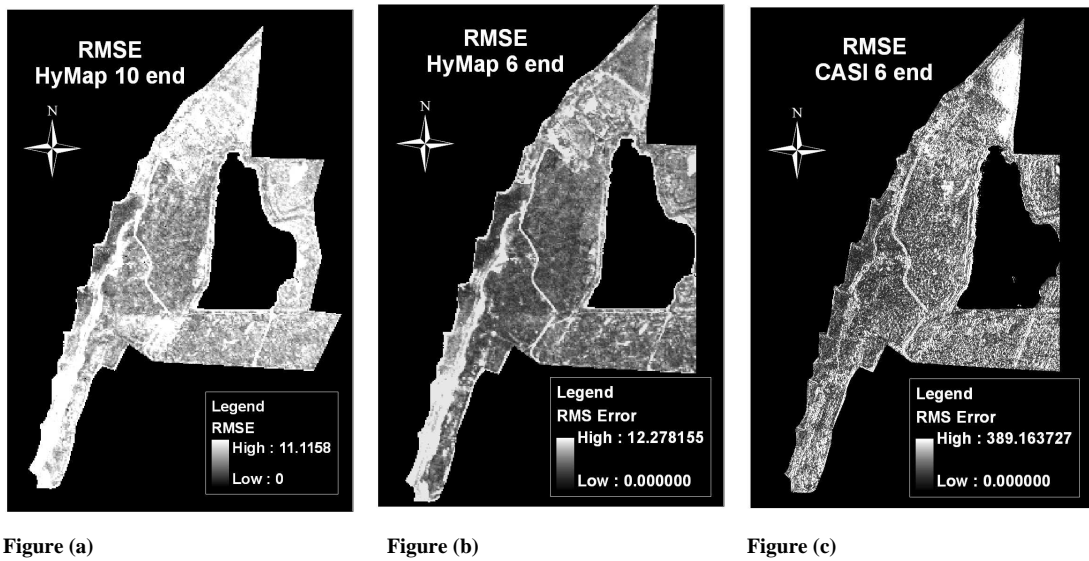 RMSE
HyMap 10 end
N
Legend
RMSE
High : 11.1158
Low : 0
RMSE
HyMap 6 end
N
Legend
RMS Error
High : 12.278155
Low : 0.000000
RMSE
CASI 6 end
N
Legend
RMS Error
High : 389.163727
Low : 0.000000
Figure (a)
Figure (b)
Figure (c)